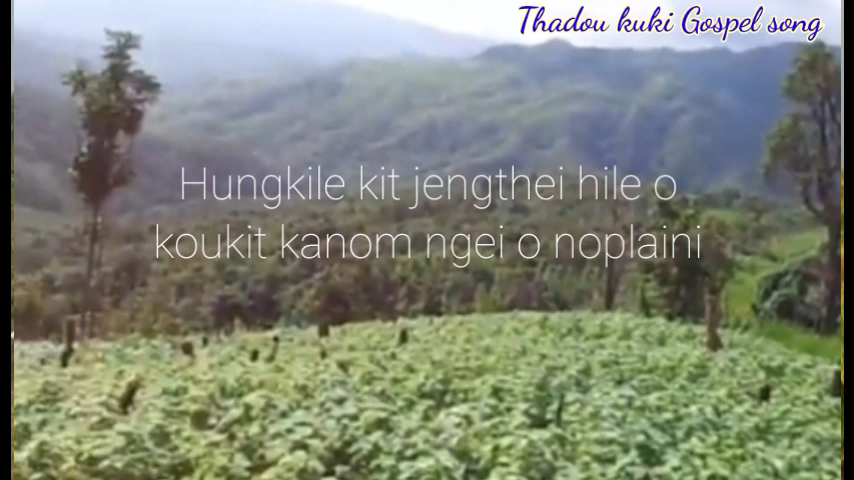 Thadou kuki Gospel song
Hungkile kit jengthei hile o
koukit kanom ngei o noplaini